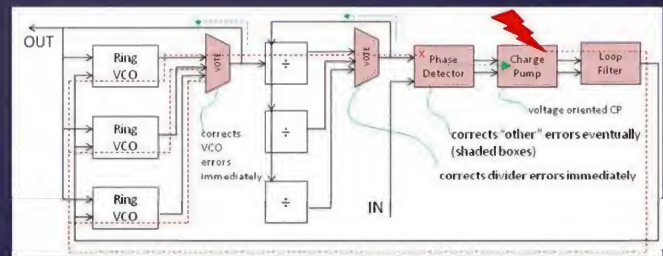 OUT
Ring
VCO
VOTE
÷
VOTE
X
Phase
Detector
Charge
Pump
Loop
Filter
voltage oriented CP
corrects "other" errors eventually
(shaded boxes)
corrects divider errors immediately
corrects
VCO
errors
immediately
Ring
VCO
÷
Ring
VCO
÷
IN